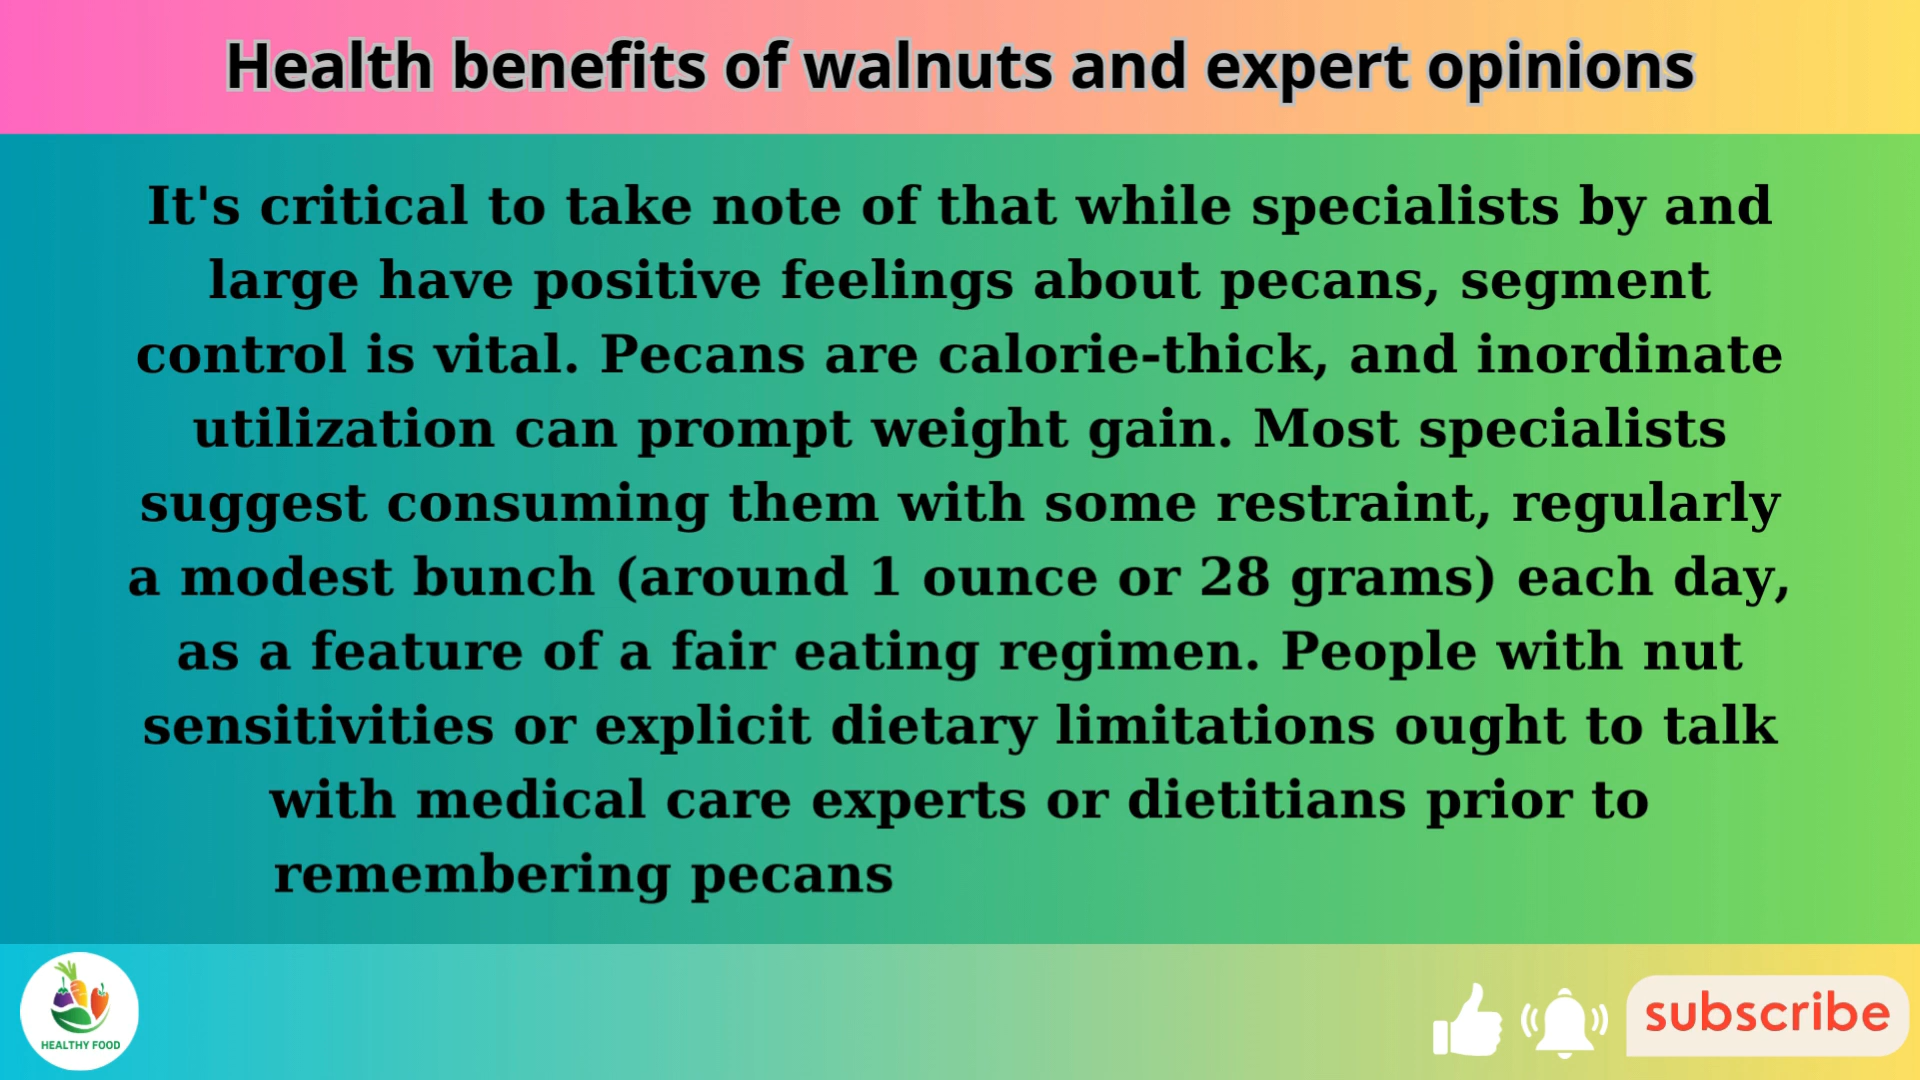 Health benefits of walnuts and expert opinions
It's critical to take note of that while specialists by and
large have positive feelings about pecans, segment
control is vital. Pecans are calorie-thick, and inordinate
utilization can prompt weight gain. Most specialists
suggest consuming them with some restraint, regularly
a modest bunch (around 1 ounce or 28 grams) each day,
as a feature of a fair eating regimen. People with nut
sensitivities or explicit dietary limitations ought to talk
with medical care experts or dietitians prior to
remembering pecans
HEALTHY FOOD
subscribe